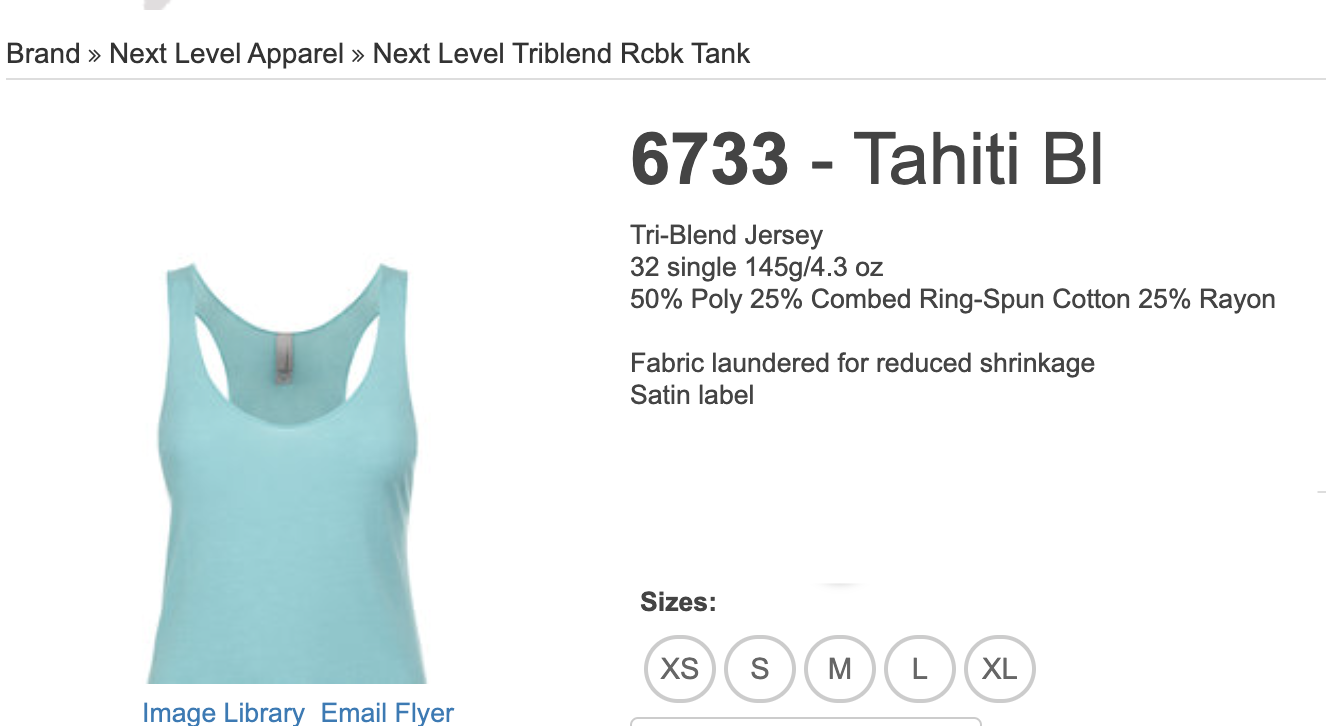 Brand » Next Level Apparel » Next Level Triblend Rcbk Tank
6733 - Tahiti Bl
Tri-Blend Jersey
32 single 145g/4.3 oz
50% Poly 25% Combed Ring-Spun Cotton 25% Rayon
Fabric laundered for reduced shrinkage
Satin label
Sizes:
XS S M L XL
Image Library Email Flyer